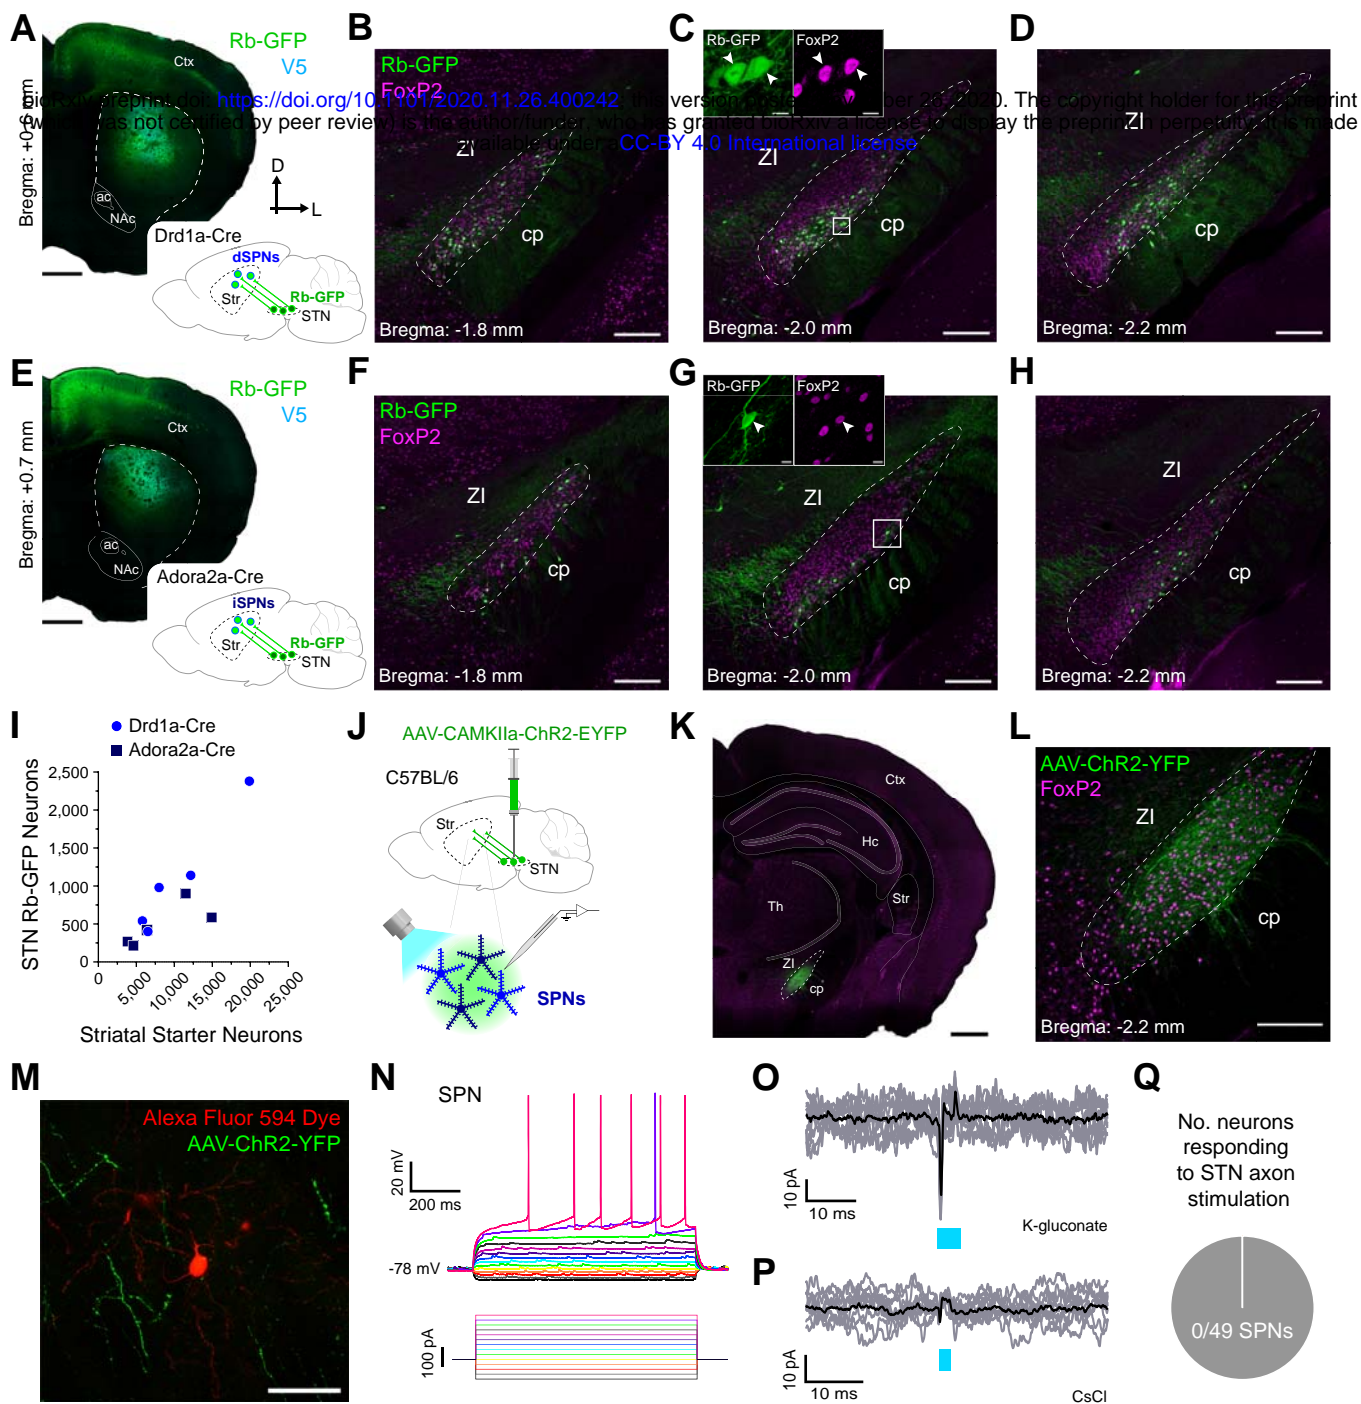 A
Rb-GFP
V5
Ctx
Bregma: +0.6 mm
ac
NAc
D
L
Drd1a-Cre
dSPNs
Str
Rb-GFP
STN
B
Rb-GFP
FoxP2
ZI
cp
Bregma: -1.8 mm
C
Rb-GFP
FoxP2
ZI
cp
Bregma: -2.0 mm
D
ZI
cp
Bregma: -2.2 mm
bioRxiv preprint doi: https://doi.org/10.1101/2020.11.26.400242; this version posted November 2020. The copyright holder for this preprint
(which was not certified by peer review) is the author/funder, who has granted bioRxiv a license to display the preprint in perpetuity. It is made
available under a CC-BY 4.0 International license.
E
Rb-GFP
V5
Ctx
Bregma: +0.7 mm
ac
NAc
Adora2a-Cre
iSPNs
Str
Rb-GFP
STN
F
Rb-GFP
FoxP2
ZI
cp
Bregma: -1.8 mm
G
Rb-GFP
FoxP2
ZI
cp
Bregma: -2.0 mm
H
ZI
cp
Bregma: -2.2 mm
I
Drd1a-Cre
Adora2a-Cre
STN Rb-GFP Neurons
2,500
2,000
1,500
1,000
500
0
0
5,000
10,000
15,000
20,000
25,000
Striatal Starter Neurons
J
AAV-CAMKIIa-ChR2-EYFP
C57BL/6
Str
STN
SPNs
K
Ctx
Hc
Str
Th
ZI
cp
L
AAV-ChR2-YFP
FoxP2
ZI
cp
Bregma: -2.2 mm
M
Alexa Fluor 594 Dye
AAV-ChR2-YFP
N
SPN
20 mV
200 ms
-78 mV
100 pA
O
10 pA
10 ms
K-gluconate
P
10 pA
10 ms
CsCl
Q
No. neurons
responding
to STN axon
stimulation
0/49 SPNs